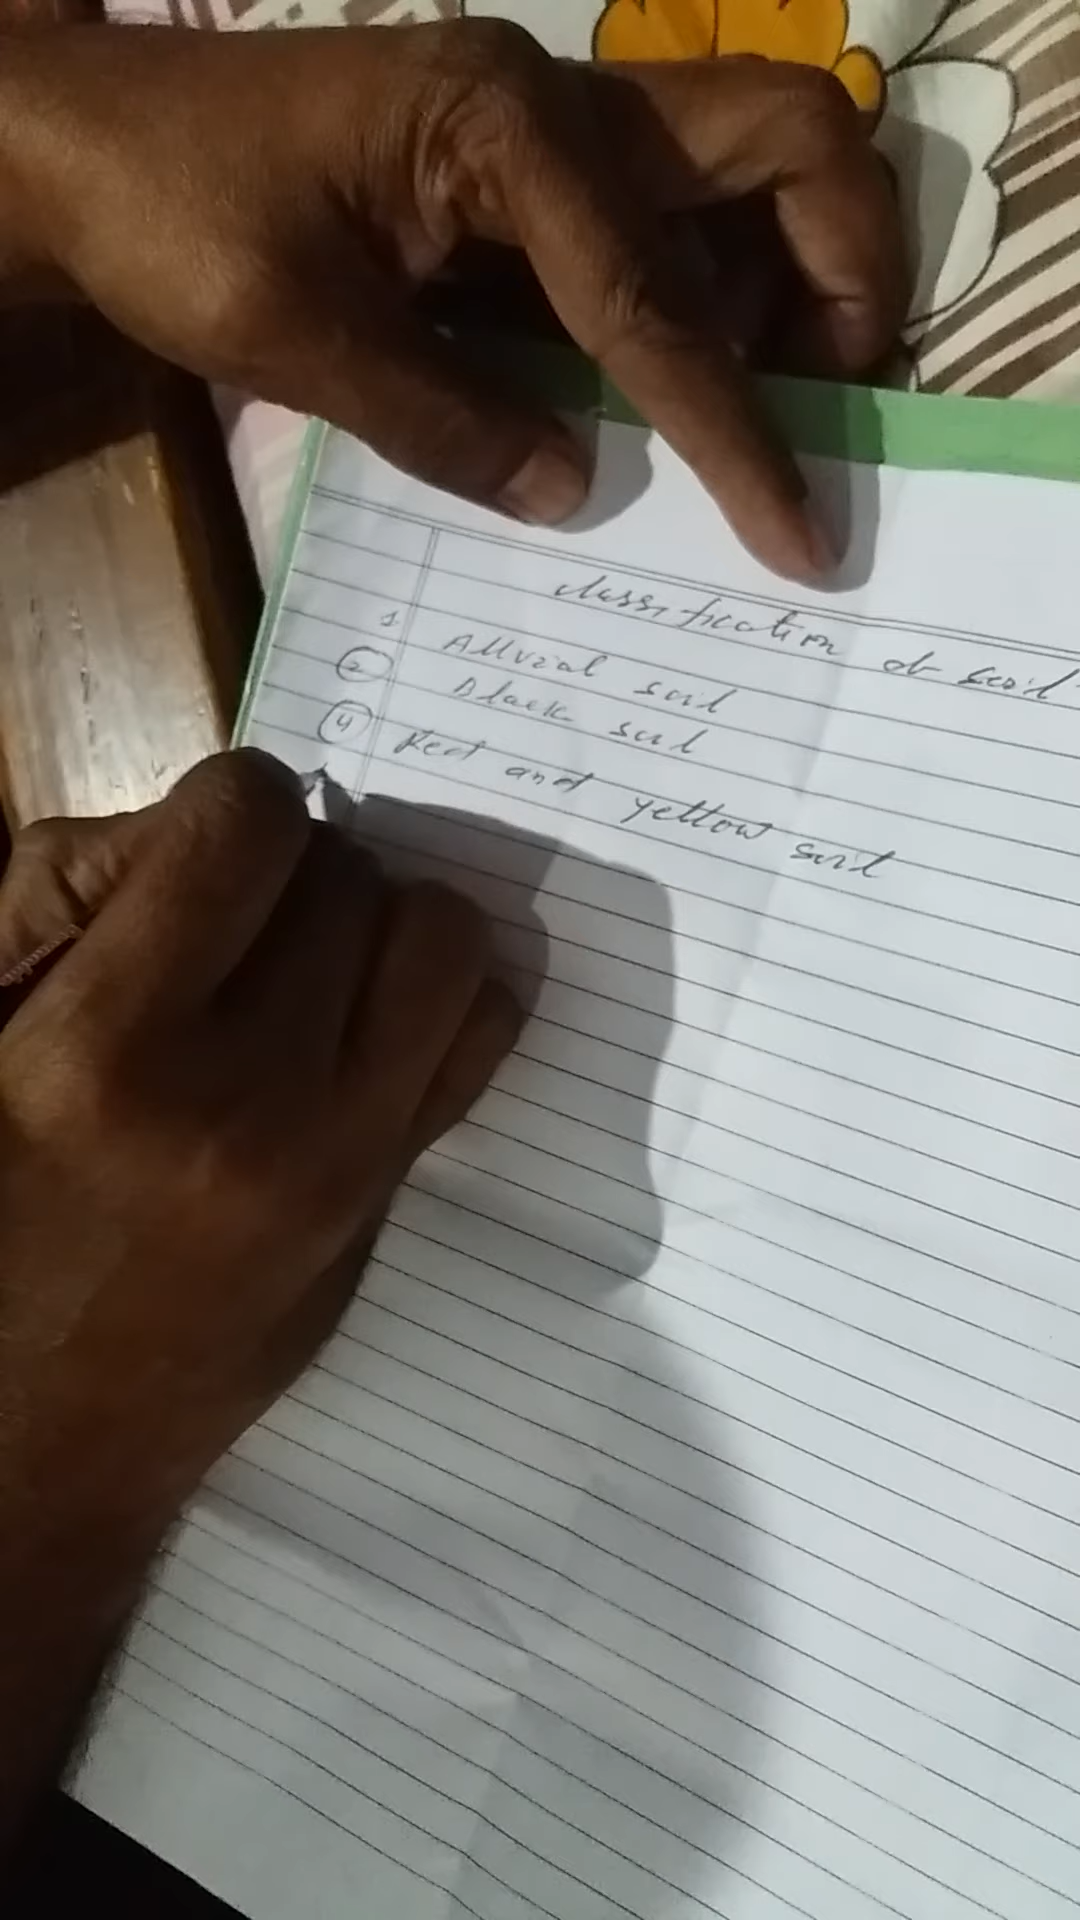 classification of soil
1 Alluvial soil
2 Black soil
4 Red and yellow soil